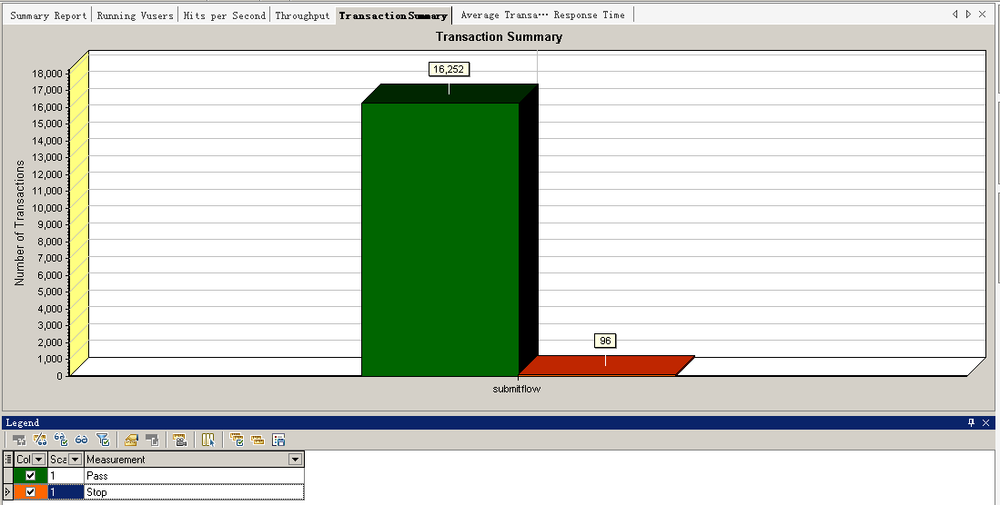 Summary Report Running Vusers Hits per Second Throughput Transaction Summary Average Transa··· Response Time
Transaction Summary
16,252
18,000
17,000
16,000
15,000
14,000
13,000
12,000
11,000
10,000
9,000
8,000
7,000
6,000
5,000
4,000
3,000
2,000
1,000
0
Number of Transactions
96
submitflow
Legend
Col Sca Measurement
1 Pass
1 Stop